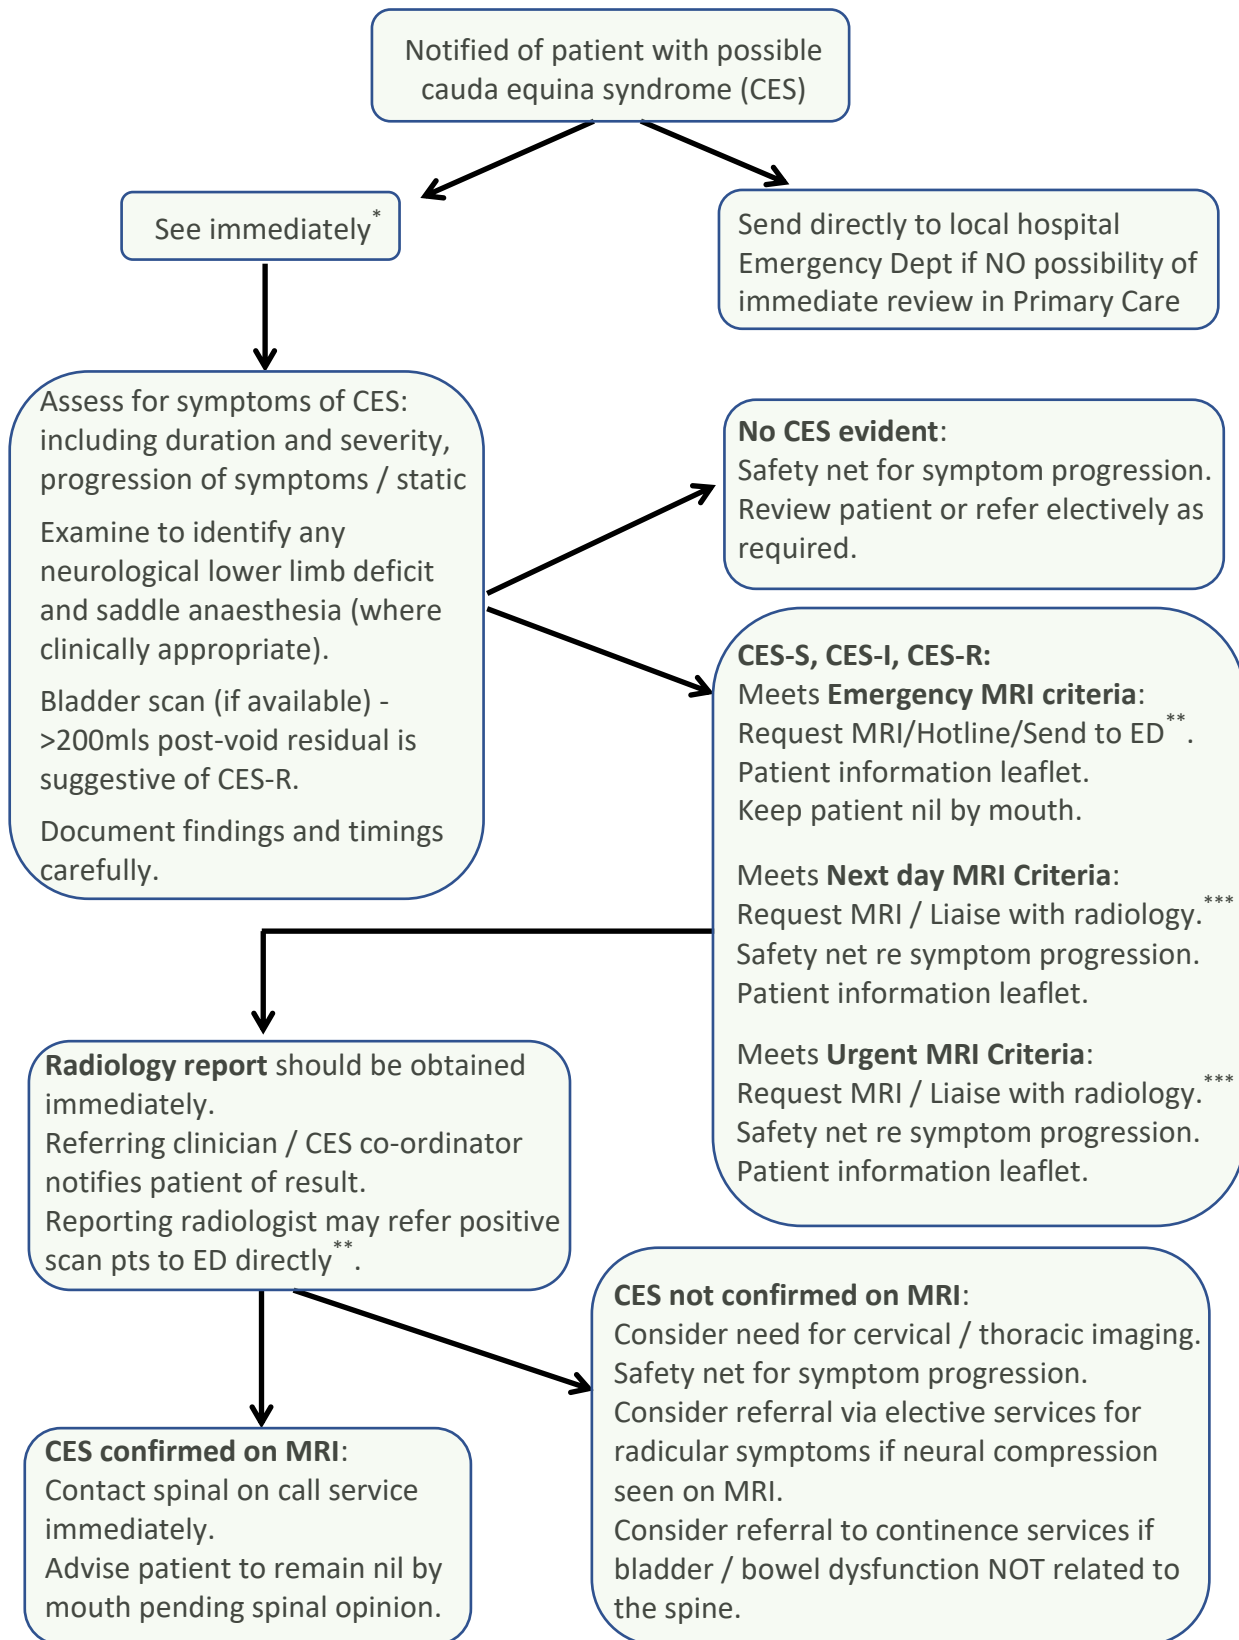 Notified of patient with possible
cauda equina syndrome (CES)
See immediately*
Send directly to local hospital
Emergency Dept if NO possibility of
immediate review in Primary Care
Assess for symptoms of CES:
including duration and severity,
progression of symptoms / static
Examine to identify any
neurological lower limb deficit
and saddle anaesthesia (where
clinically appropriate).
Bladder scan (if available) -
>200mls post-void residual is
suggestive of CES-R.
Document findings and timings
carefully.
No CES evident:
Safety net for symptom progression.
Review patient or refer electively as
required.
CES-S, CES-I, CES-R:
Meets Emergency MRI criteria:
Request MRI/Hotline/Send to ED**.
Patient information leaflet.
Keep patient nil by mouth.
Meets Next day MRI Criteria:
Request MRI / Liaise with radiology.***
Safety net re symptom progression.
Patient information leaflet.
Meets Urgent MRI Criteria:
Request MRI / Liaise with radiology.***
Safety net re symptom progression.
Patient information leaflet.
Radiology report should be obtained
immediately.
Referring clinician / CES co-ordinator
notifies patient of result.
Reporting radiologist may refer positive
scan pts to ED directly**.
CES not confirmed on MRI:
Consider need for cervical / thoracic imaging.
Safety net for symptom progression.
Consider referral via elective services for
radicular symptoms if neural compression
seen on MRI.
Consider referral to continence services if
bladder / bowel dysfunction NOT related to
the spine.
CES confirmed on MRI:
Contact spinal on call service
immediately.
Advise patient to remain nil by
mouth pending spinal opinion.